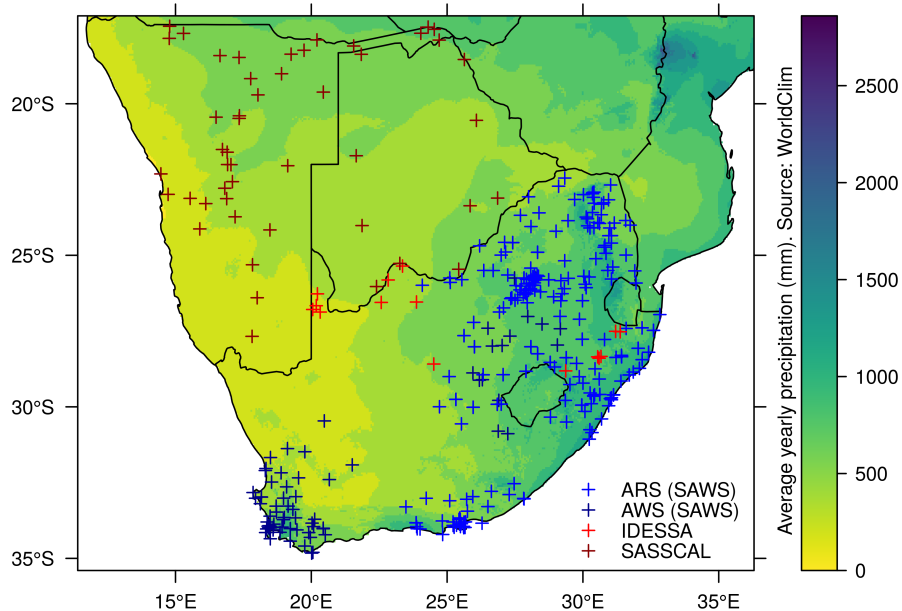 20°S
25°S
30°S
35°S
15°E
20°E
25°E
30°E
35°E
ARS (SAWS)
AWS (SAWS)
IDESSA
SASSCAL
Average yearly precipitation (mm). Source: WorldClim
2500
2000
1500
1000
500
0